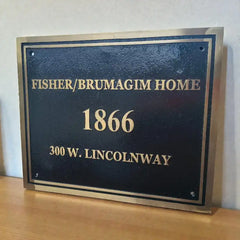 FISHER/BRUMAGIM HOME
1866
300 W. LINCOLNWAY